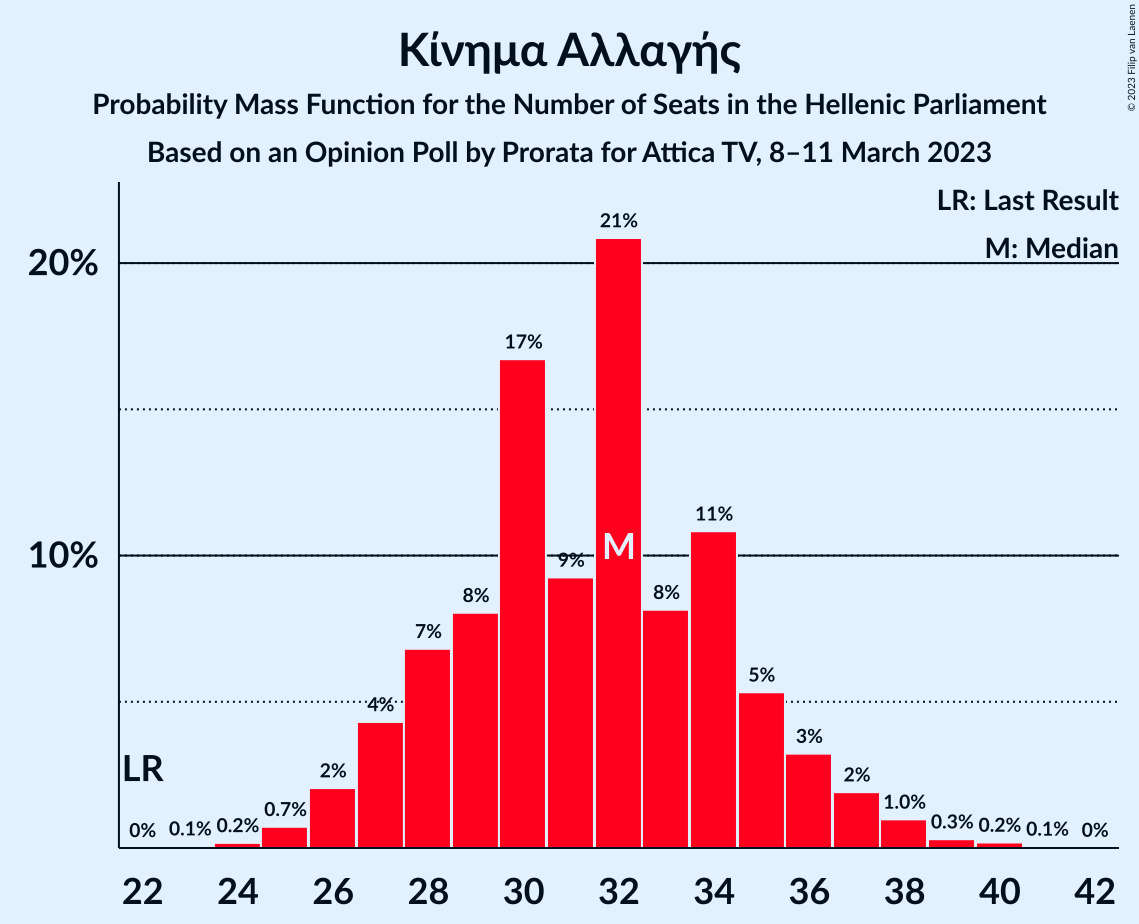 Κίνημα Αλλαγής
Probability Mass Function for the Number of Seats in the Hellenic Parliament
Based on an Opinion Poll by Prorata for Attica TV, 8–11 March 2023
© 2023 Filip van Laenen
LR: Last Result
M: Median
20%
10%
21%
17%
11%
9%
M
8%
8%
7%
5%
4%
3%
2%
2%
LR
0% 0.1% 0.2% 0.7% 1.0% 0.3% 0.2% 0.1% 0%
22 24 26 28 30 32 34 36 38 40 42